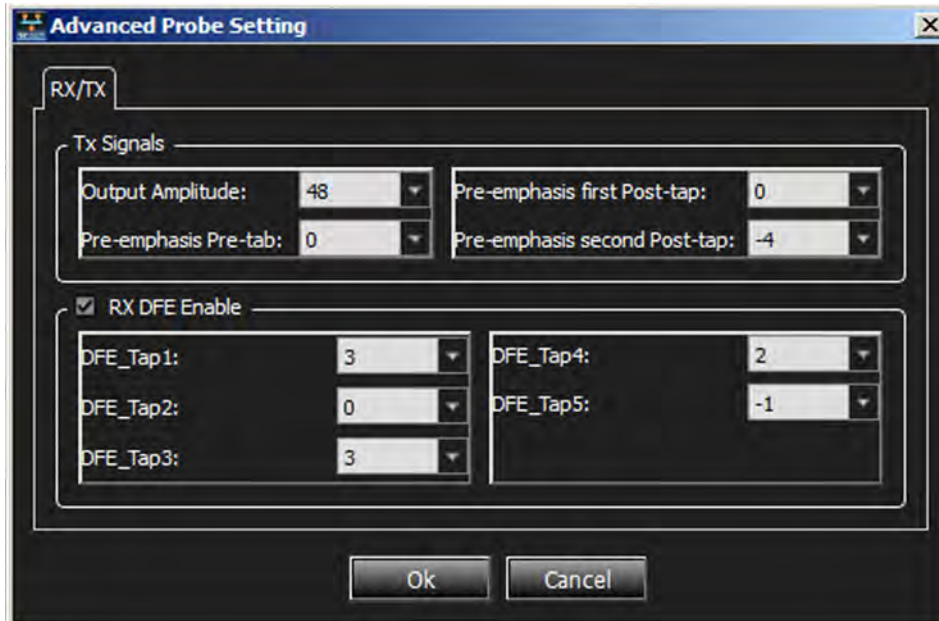 Advanced Probe Setting
RX/TX
Tx Signals
Output Amplitude: 48
Pre-emphasis first Post-tap: 0
Pre-emphasis Pre-tab: 0
Pre-emphasis second Post-tap: -4
RX DFE Enable
DFE_Tap1: 3
DFE_Tap4: 2
DFE_Tap2: 0
DFE_Tap5: -1
DFE_Tap3: 3
Ok
Cancel